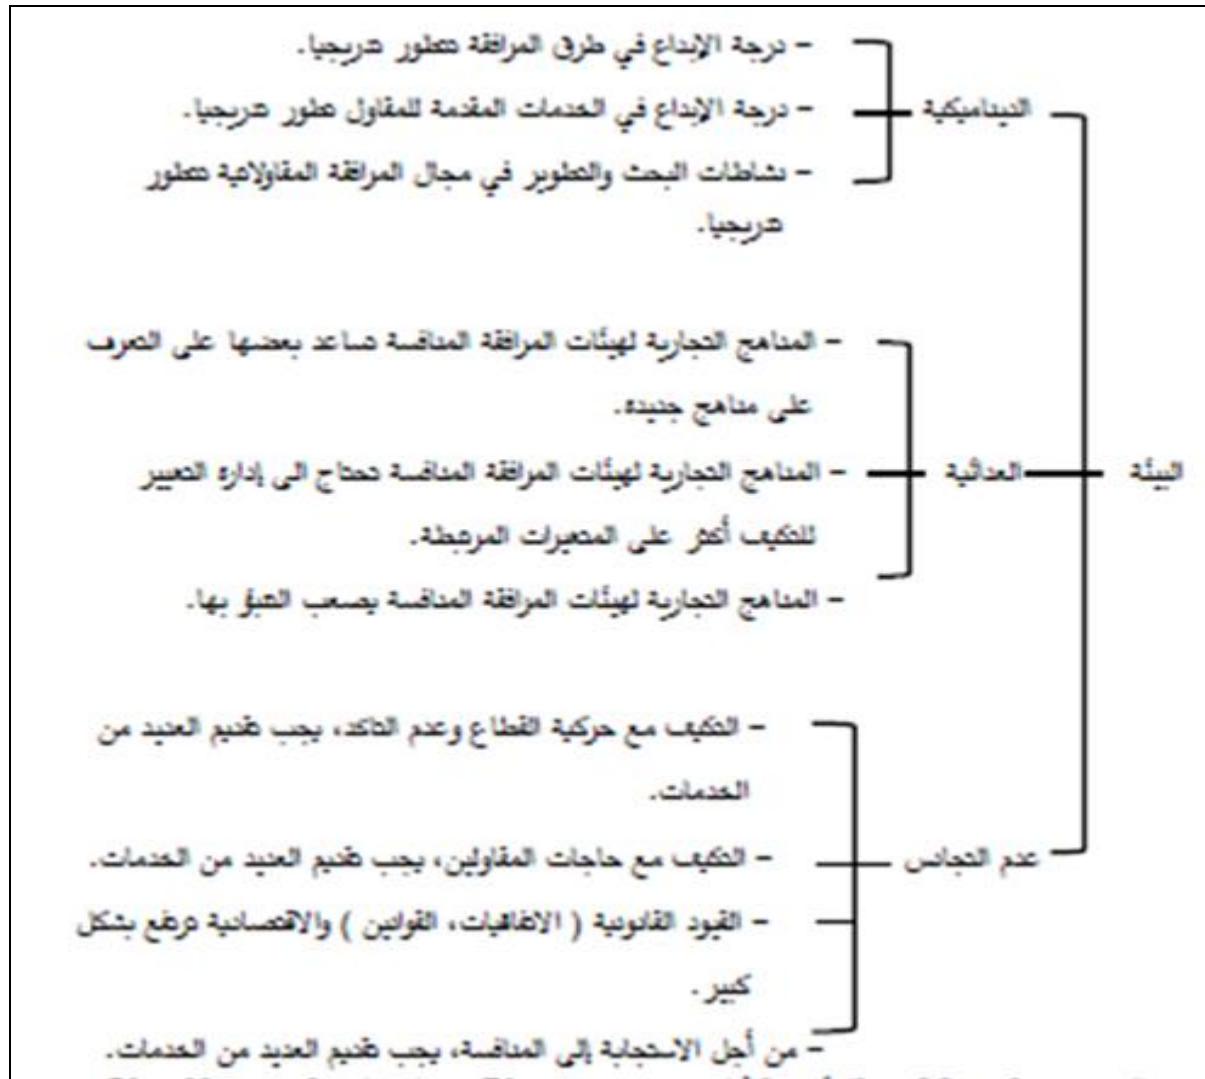 - درجة الإبداع في طرق المرافقة تتطور تدريجيا.
الديناميكية - درجة الإبداع في الخدمات المقدمة للمقاول تتطور تدريجيا.
- نشاطات البحث والتطوير في مجال المرافقة المقاولاتية تتطور
تدريجيا.
- المناهج التجارية لهيئات المرافقة المنافسة تساعد بعضها على التعرف
على مناهج جديدة.
البيئة العدائية - المناهج التجارية لهيئات المرافقة المنافسة تحتاج الى إدارة التغيير
للتكيف أكثر على المتغيرات المرتبطة.
- المناهج التجارية لهيئات المرافقة المنافسة يصعب التنبؤ بها.
- التكيف مع حركية القطاع وعدم التاكد، يجب تقديم العديد من
الخدمات.
عدم التجانس - التكيف مع حاجات المقاولين، يجب تقديم العديد من الخدمات.
- القيود القانونية ( الاتفاقيات، القوانين ) والاقتصادية ترتفع بشكل
كبير.
- من أجل الاستجابة إلى المنافسة، يجب تقديم العديد من الخدمات.